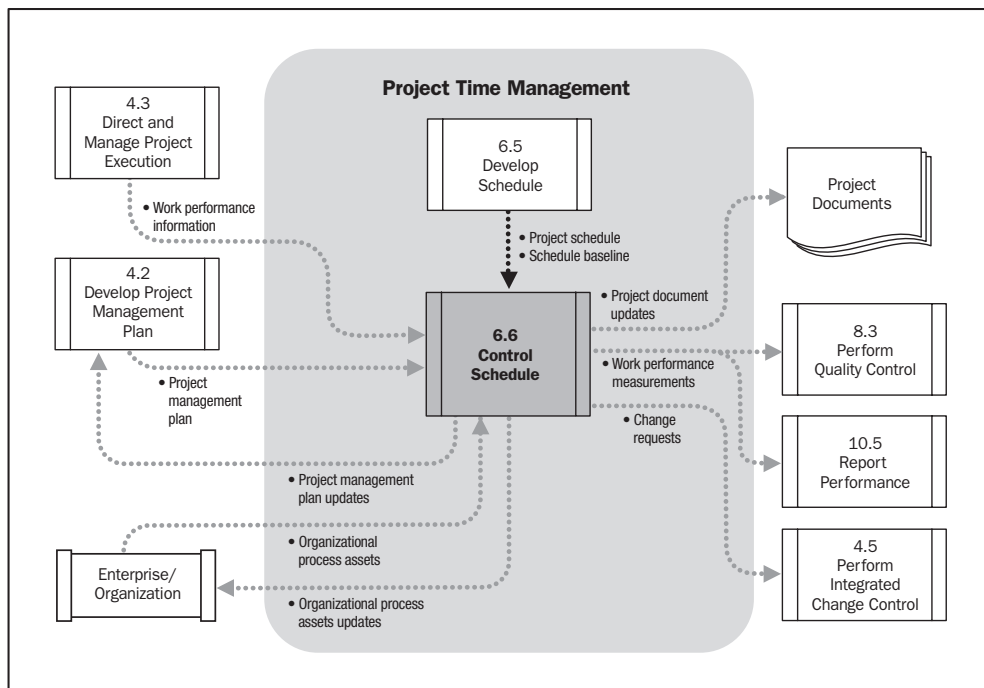 Project Time Management
4.3
Direct and
Manage Project
Execution
6.5
Develop
Schedule
Project
Documents
• Work performance
information
• Project schedule
• Schedule baseline
4.2
Develop Project
Management
Plan
• Project document
updates
6.6
Control
Schedule
8.3
Perform
Quality Control
• Work performance
measurements
• Project
management
plan
• Change
requests
10.5
Report
Performance
• Project management
plan updates
• Organizational
process assets
4.5
Perform
Integrated
Change Control
Enterprise/
Organization
• Organizational process
assets updates